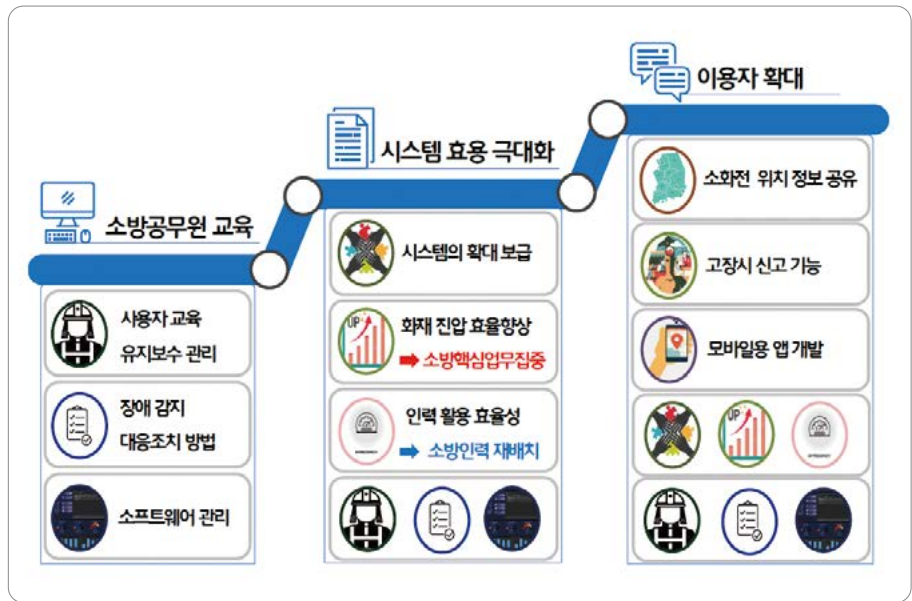 소방공무원 교육
사용자 교육
유지보수 관리
장애 감지
대응조치 방법
소프트웨어 관리
시스템 효용 극대화
시스템의 확대 보급
UP
화재 진압 효율향상
➡ 소방핵심업무집중
인력 활용 효율성
➡ 소방인력 재배치
이용자 확대
소화전 위치 정보 공유
고장시 신고 기능
모바일용 앱 개발
UP